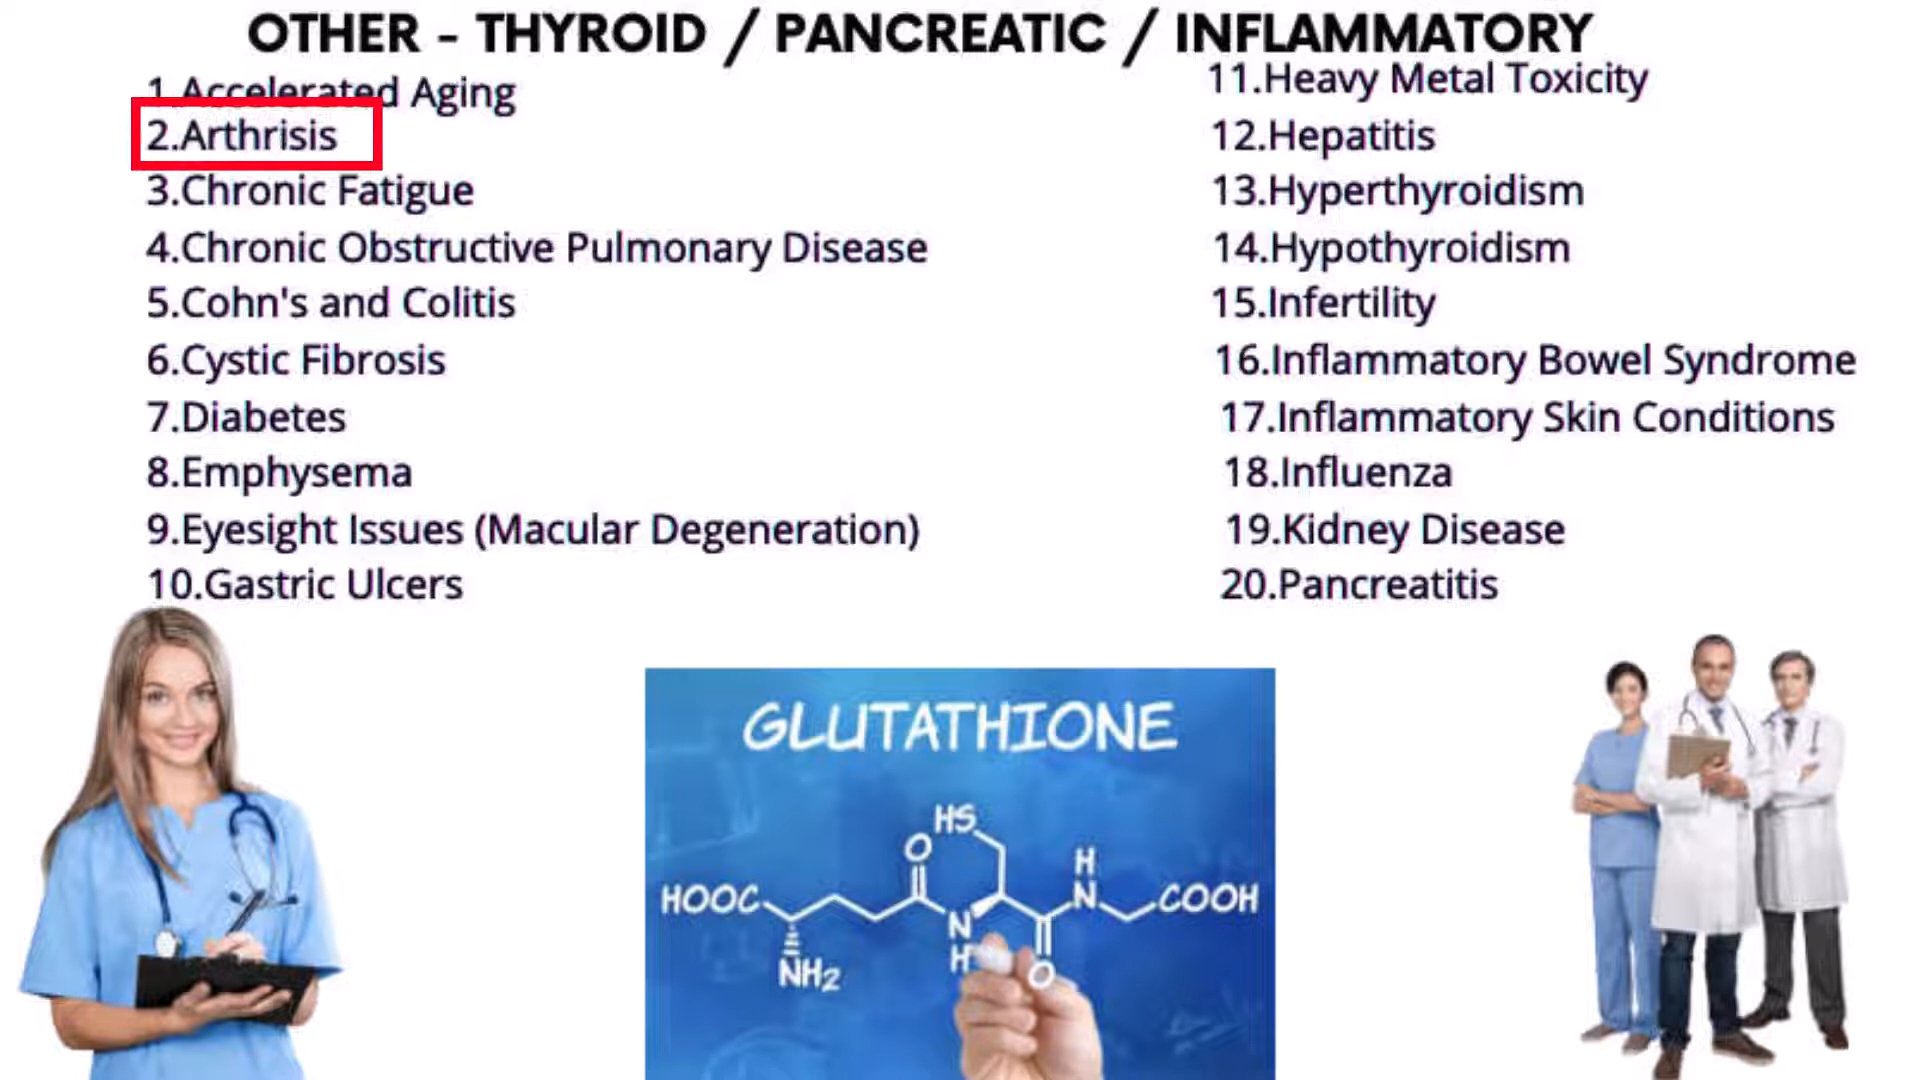 OTHER - THYROID / PANCREATIC / INFLAMMATORY
1.Accelerated Aging
2.Arthrisis
3.Chronic Fatigue
4.Chronic Obstructive Pulmonary Disease
5.Cohn's and Colitis
6.Cystic Fibrosis
7.Diabetes
8.Emphysema
9.Eyesight Issues (Macular Degeneration)
10.Gastric Ulcers
11.Heavy Metal Toxicity
12.Hepatitis
13.Hyperthyroidism
14.Hypothyroidism
15.Infertility
16.Inflammatory Bowel Syndrome
17.Inflammatory Skin Conditions
18.Influenza
19.Kidney Disease
20.Pancreatitis
GLUTATHIONE
HS
O
H
HOOC
N
COOH
N
H
NH2
O